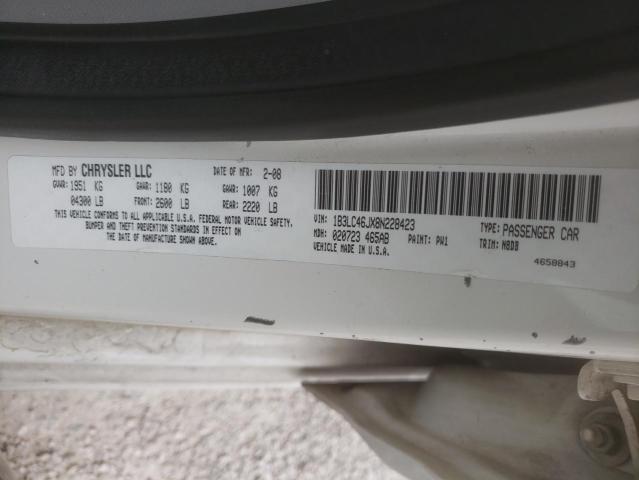 MFD BY CHRYSLER LLC DATE OF MFR: 2-08
GVWR: 1951 KG GAWR: 1180 KG GAWR: 1007 KG
04300 LB FRONT: 2600 LB REAR: 2220 LB
THIS VEHICLE CONFORMS TO ALL APPLICABLE U.S.A. FEDERAL MOTOR VEHICLE SAFETY,
BUMPER AND THEFT PREVENTION STANDARDS IN EFFECT ON
THE DATE OF MANUFACTURE SHOWN ABOVE.
VIN: 1B3LC46JX8N228423 TYPE: PASSENGER CAR
MDH: 020723 465AB PAINT: PW1 TRIM: N8DB
VEHICLE MADE IN U.S.A.
4658843